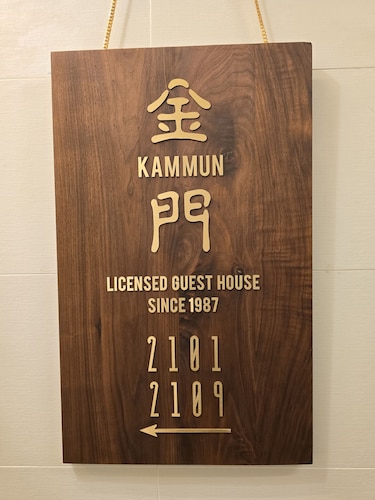 金
KAMMUN
門
LICENSED GUEST HOUSE
SINCE 1987
2101
2109